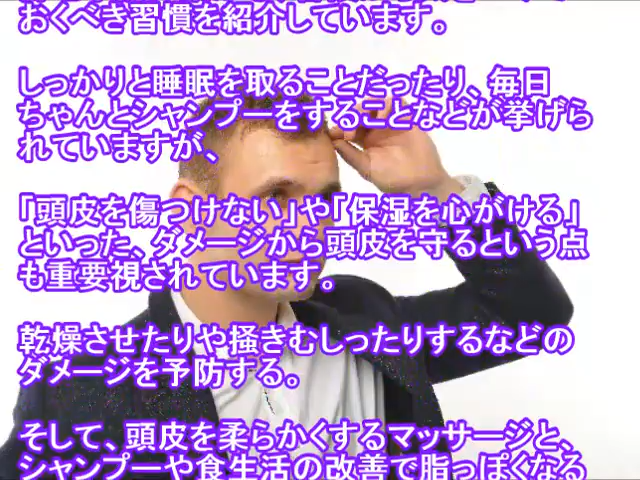 おくべき習慣を紹介しています。
しっかりと睡眠を取ることだったり、毎日
ちゃんとシャンプーをすることなどが挙げら
れていますが、
「頭皮を傷つけない」や「保湿を心がける」
といった、ダメージから頭皮を守るという点
も重要視されています。
乾燥させたりや掻きむしったりするなどの
ダメージを予防する。
そして、頭皮を柔らかくするマッサージと、
シャンプーや食生活の改善で脂っぽくなる